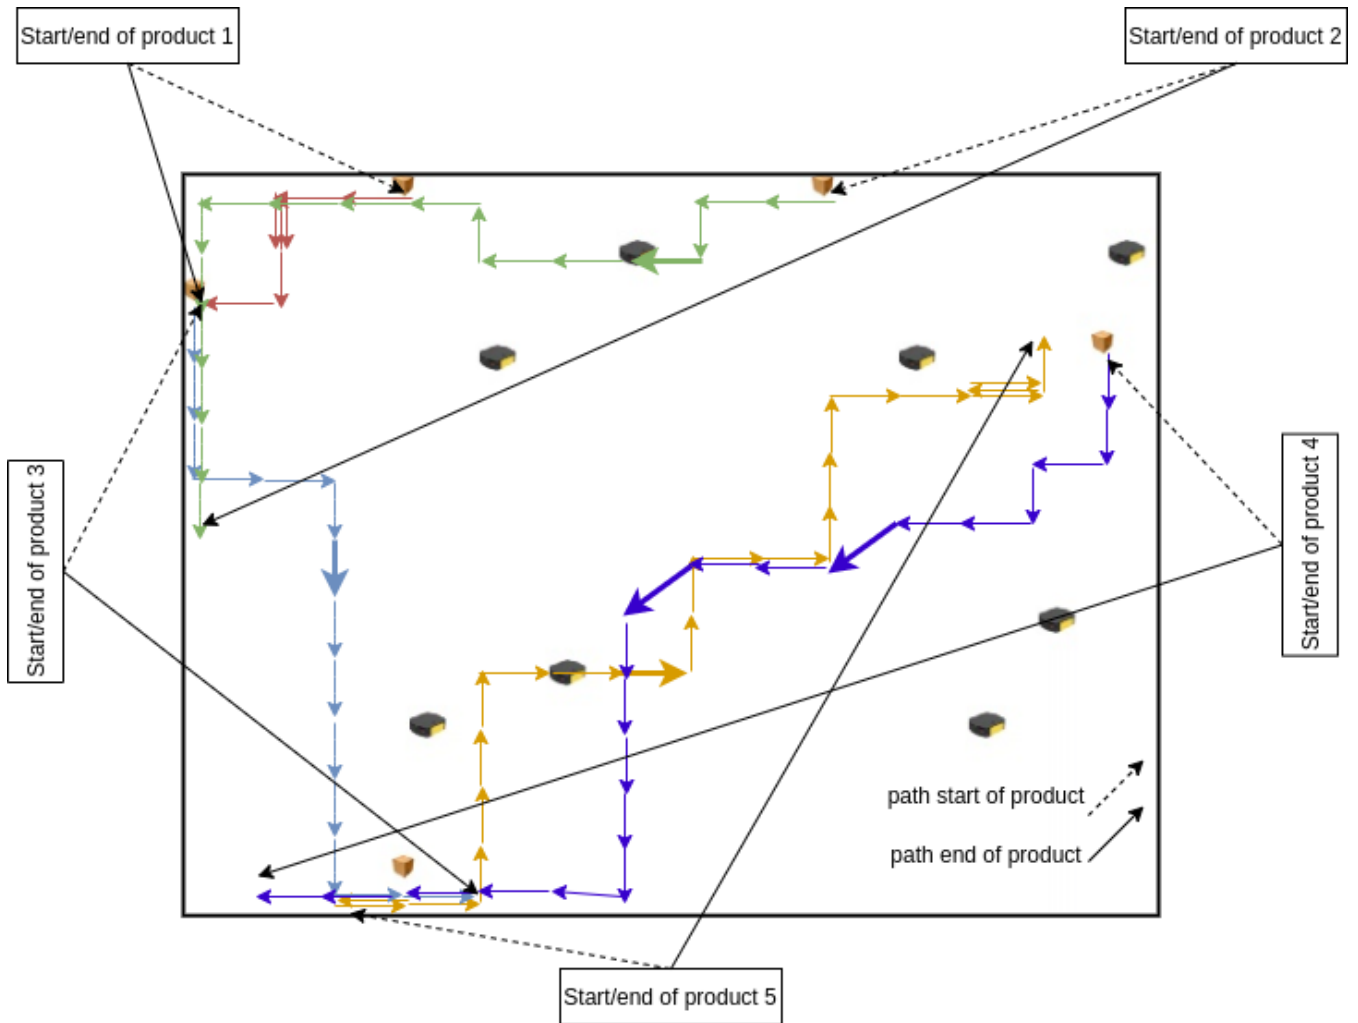 Start/end of product 1
Start/end of product 2
Start/end of product 3
Start/end of product 4
path start of product
path end of product
Start/end of product 5